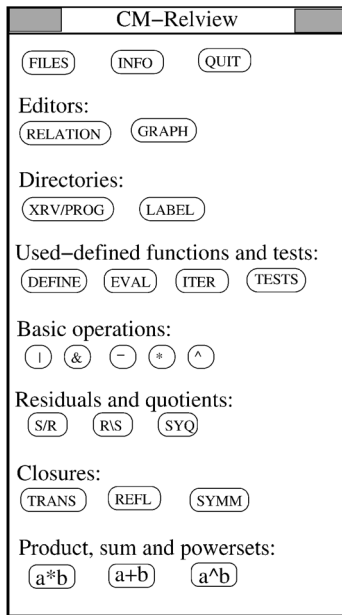 CM-Relview
FILES INFO QUIT
Editors:
RELATION GRAPH
Directories:
XRV/PROG LABEL
Used-defined functions and tests:
DEFINE EVAL ITER TESTS
Basic operations:
| & - * ^
Residuals and quotients:
S/R R\S SYQ
Closures:
TRANS REFL SYMM
Product, sum and powersets:
a*b a+b a^b